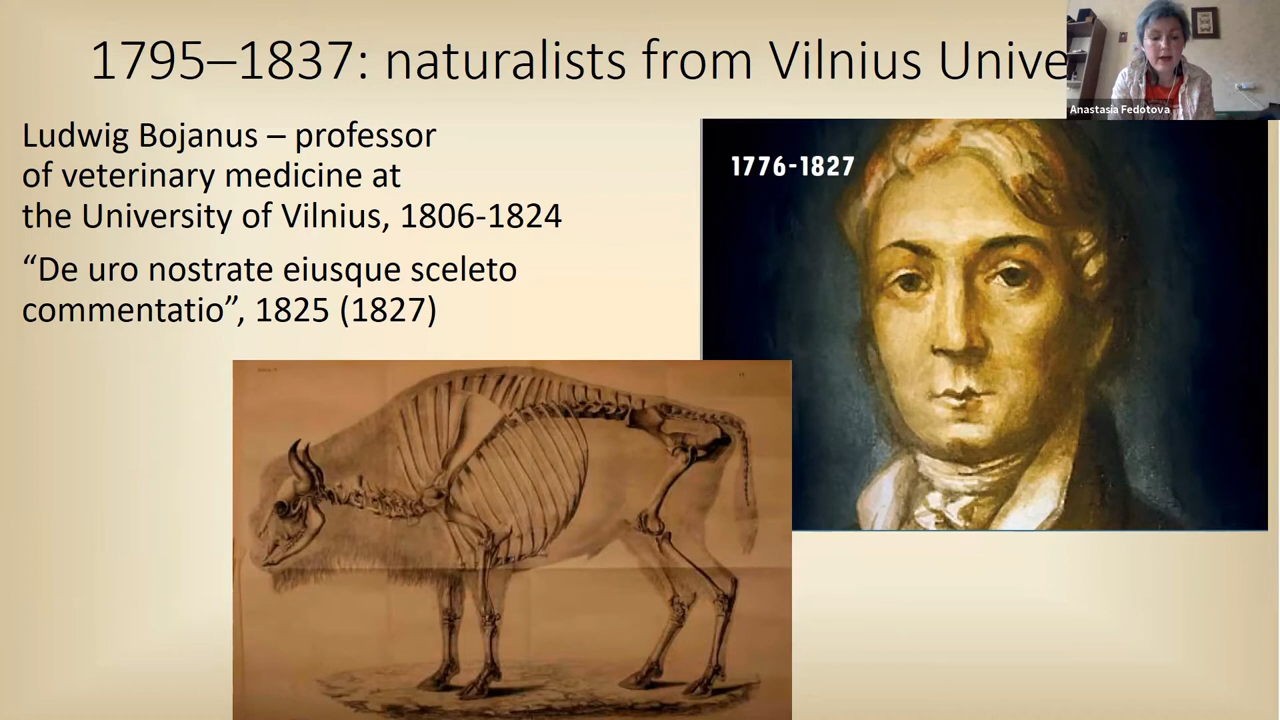 1795–1837: naturalists from Vilnius Unive
Anastasia Fedotova
Ludwig Bojanus – professor
of veterinary medicine at
the University of Vilnius, 1806-1824
“De uro nostrate eiusque sceleto
commentatio”, 1825 (1827)
1776-1827